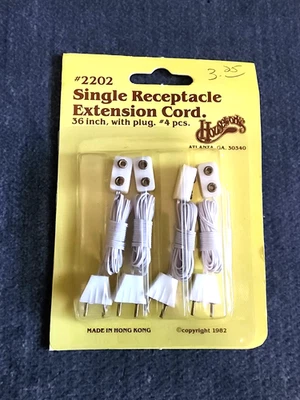 #2202
3.25
Single Receptacle
Extension Cord.
36 inch. with plug. #4 pcs.
Houseworks
ATLANTA, GA. 30340
MADE IN HONG KONG
©copyright 1982